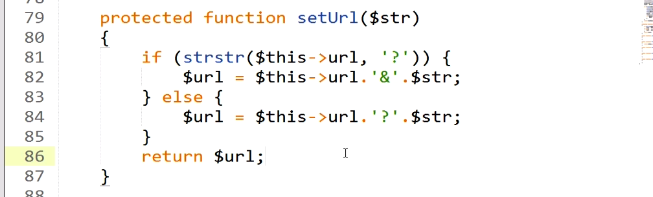 79 protected function setUrl($str)
80 {
81 if (strstr($this->url, '?')) {
82 $url = $this->url.'&'.$str;
83 } else {
84 $url = $this->url.'?'.$str;
85 }
86 return $url;
87 }
88